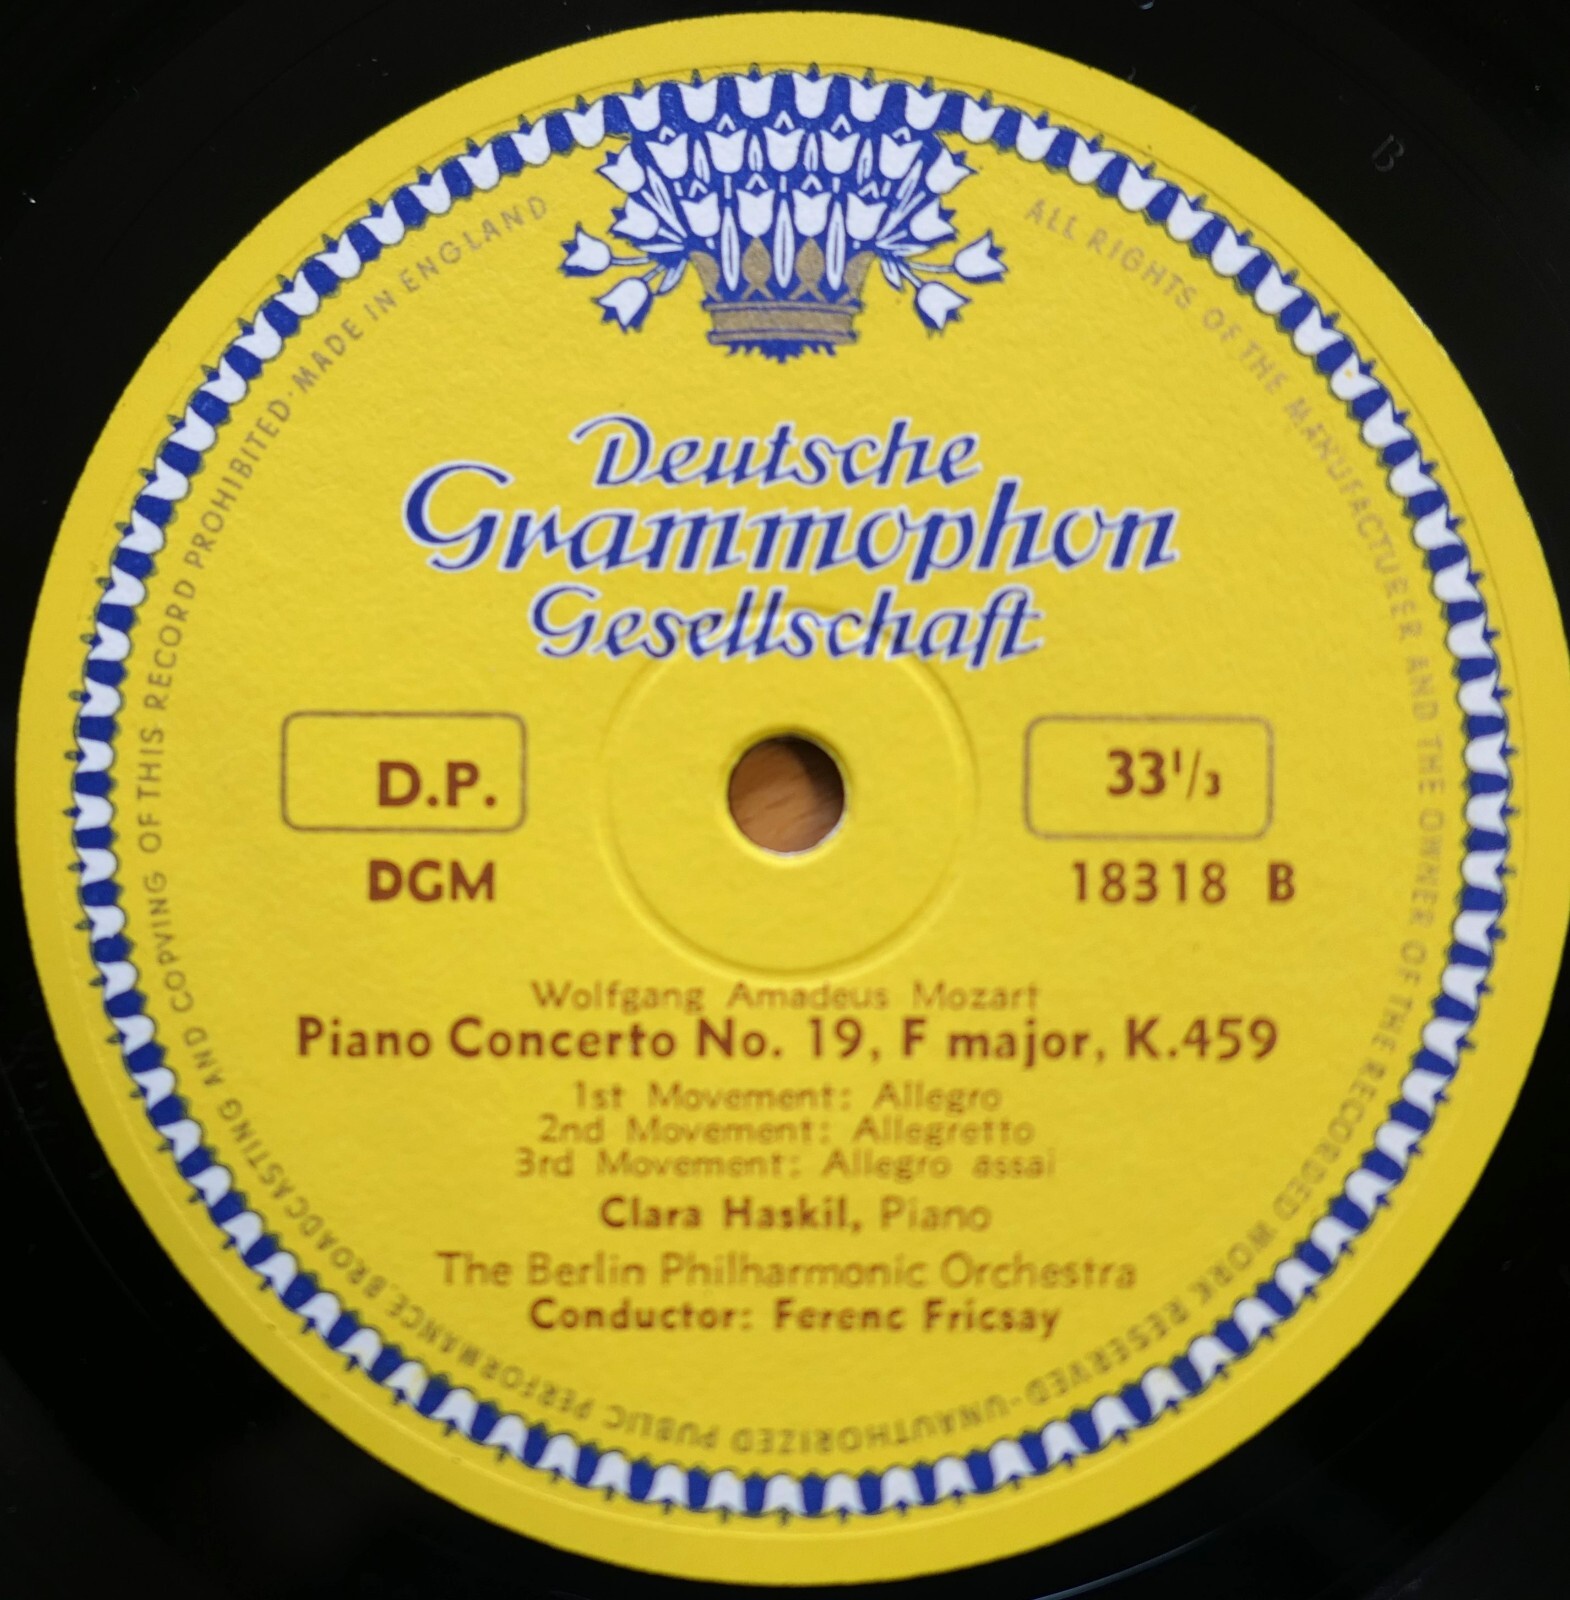 ALL RIGHTS OF THE MANUFACTURER AND THE OWNER OF THE RECORDED WORK RESERVED·UNAUTHORIZED PUBLIC PERFORMANCE, BROADCASTING AND COPYING OF THIS RECORD PROHIBITED·MADE IN ENGLAND
Deutsche
Grammophon
Gesellschaft
D.P.
33 1/3
DGM
18318 B
Wolfgang Amadeus Mozart
Piano Concerto No. 19, F major, K.459
1st Movement: Allegro
2nd Movement: Allegretto
3rd Movement: Allegro assai
Clara Haskil, Piano
The Berlin Philharmonic Orchestra
Conductor: Ferenc Fricsay
B